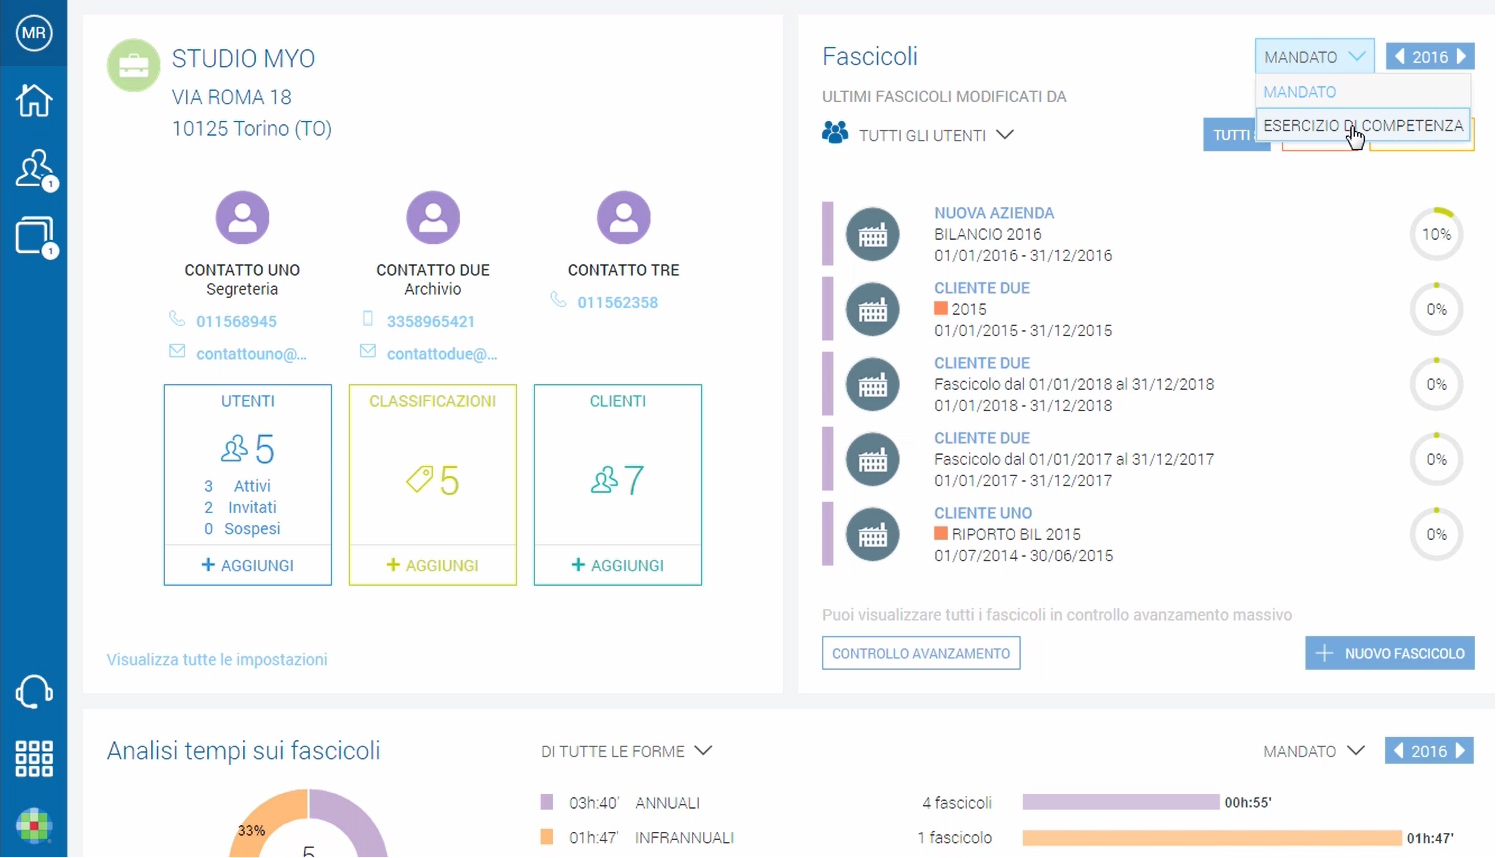 MR
1
1
STUDIO MYO
VIA ROMA 18
10125 Torino (TO)
CONTATTO UNO
Segreteria
011568945
contattouno@...
CONTATTO DUE
Archivio
3358965421
contattodue@...
CONTATTO TRE
011562358
UTENTI
5
3 Attivi
2 Invitati
0 Sospesi
+ AGGIUNGI
CLASSIFICAZIONI
5
+ AGGIUNGI
CLIENTI
7
+ AGGIUNGI
Visualizza tutte le impostazioni
Fascicoli
MANDATO
2016
MANDATO
ESERCIZIO DI COMPETENZA
ULTIMI FASCICOLI MODIFICATI DA
TUTTI GLI UTENTI
TUTTI
NUOVA AZIENDA
BILANCIO 2016
01/01/2016 - 31/12/2016
10%
CLIENTE DUE
2015
01/01/2015 - 31/12/2015
0%
CLIENTE DUE
Fascicolo dal 01/01/2018 al 31/12/2018
01/01/2018 - 31/12/2018
0%
CLIENTE DUE
Fascicolo dal 01/01/2017 al 31/12/2017
01/01/2017 - 31/12/2017
0%
CLIENTE UNO
RIPORTO BIL 2015
01/07/2014 - 30/06/2015
0%
Puoi visualizzare tutti i fascicoli in controllo avanzamento massivo
CONTROLLO AVANZAMENTO
NUOVO FASCICOLO
Analisi tempi sui fascicoli
DI TUTTE LE FORME
MANDATO
2016
33%
5
03h:40' ANNUALI
4 fascicoli
00h:55'
01h:47' INFRANNUALI
1 fascicolo
01h:47'